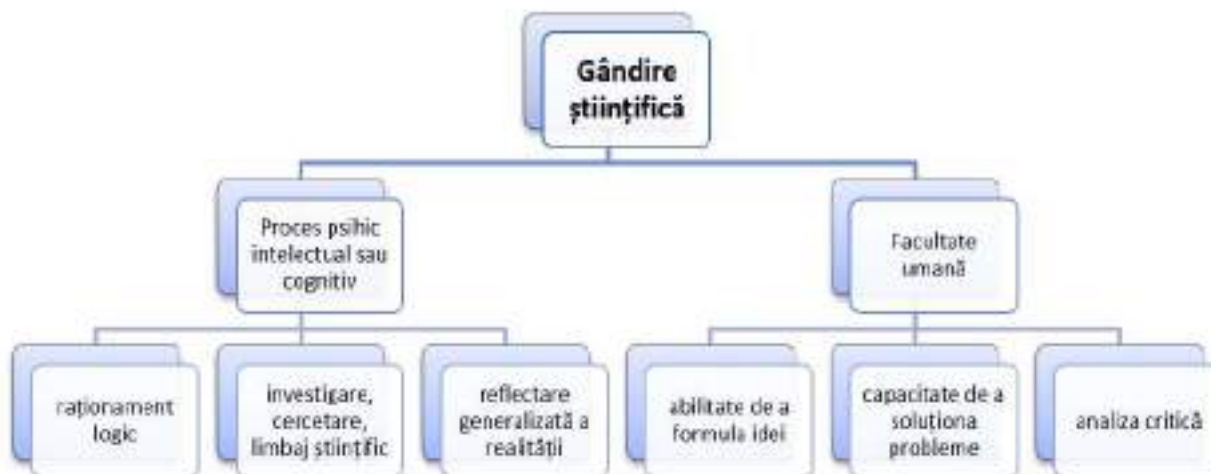 Gândire
științifică
Proces psihic
intelectual sau
cognitiv
Facultate
umană
raționament
logic
investigare,
cercetare,
limbaj științific
reflectare
generalizată a
realității
abilitate de a
formula idei
capacitate de a
soluționa
probleme
analiza critică